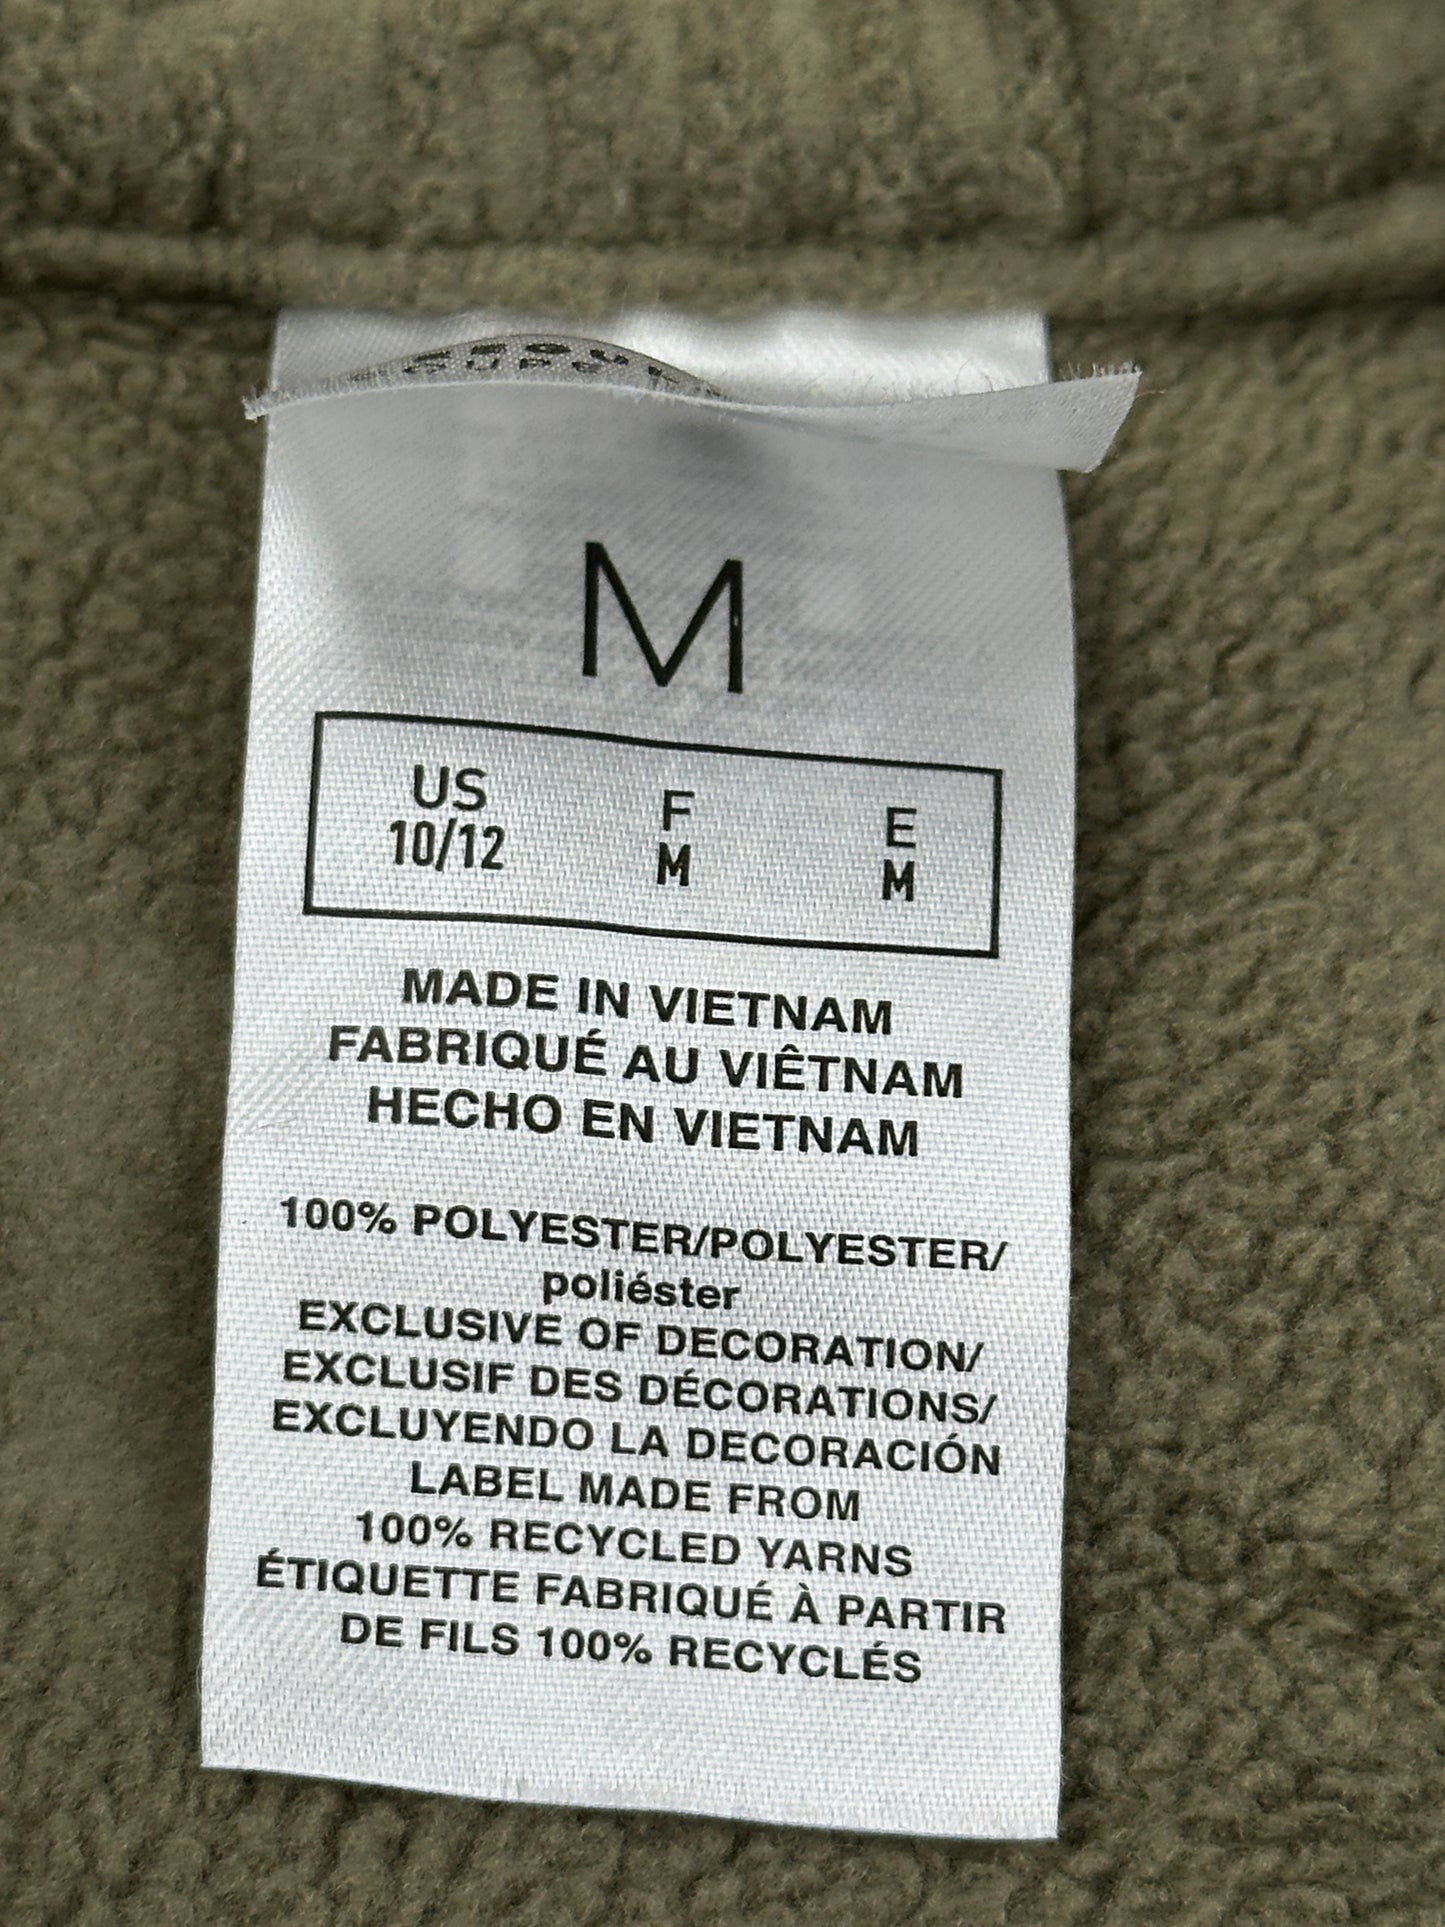 M
US F E
10/12 M M
MADE IN VIETNAM
FABRIQUÉ AU VIÊTNAM
HECHO EN VIETNAM
100% POLYESTER/POLYESTER/
poliéster
EXCLUSIVE OF DECORATION/
EXCLUSIF DES DÉCORATIONS/
EXCLUYENDO LA DECORACIÓN
LABEL MADE FROM
100% RECYCLED YARNS
ÉTIQUETTE FABRIQUÉ À PARTIR
DE FILS 100% RECYCLÉS